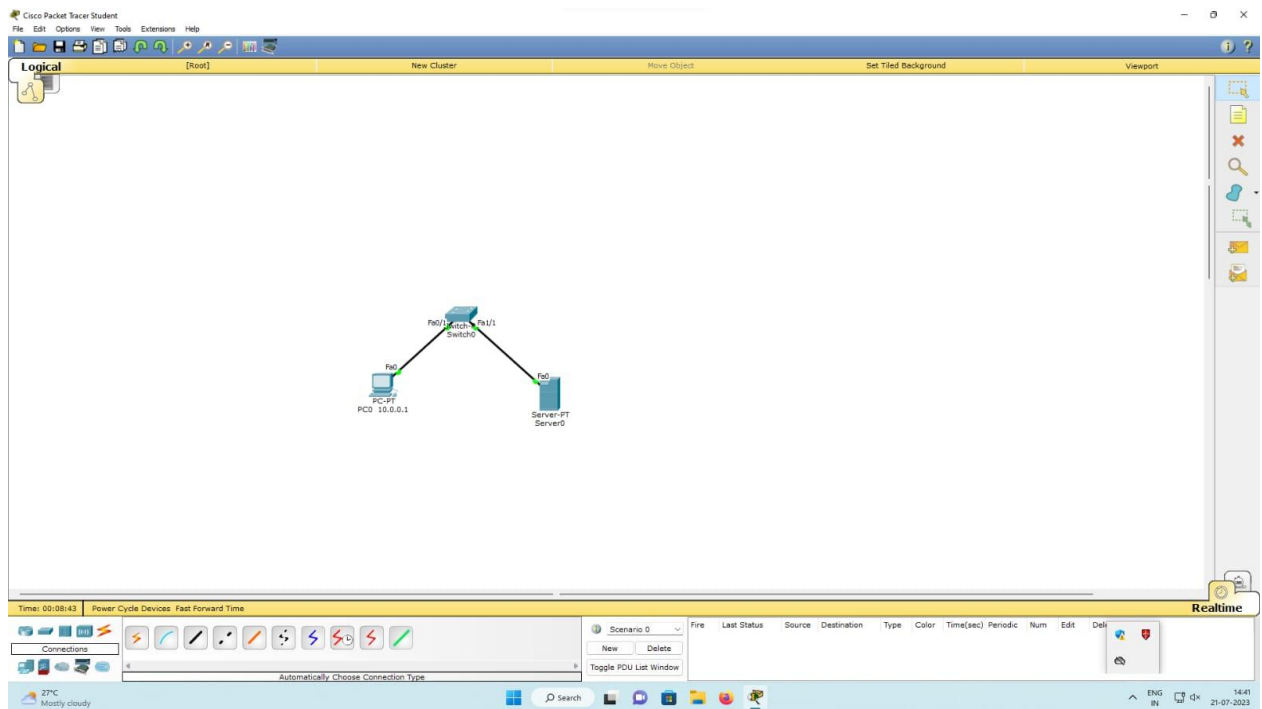 Cisco Packet Tracer Student
File Edit Options View Tools Extensions Help
Logical [Root] New Cluster Move Object Set Tiled Background Viewport
Fa0/1 Fa1/1
Switch0
Fa0
PC-PT
PC0 10.0.0.1
Fa0
Server-PT
Server0
Time: 00:08:43 Power Cycle Devices Fast Forward Time Realtime
Connections
Automatically Choose Connection Type
Scenario 0
New Delete
Toggle PDU List Window
Fire Last Status Source Destination Type Color Time(sec) Periodic Num Edit
27°C
Mostly cloudy
Search
ENG
IN
14:41
21-07-2023